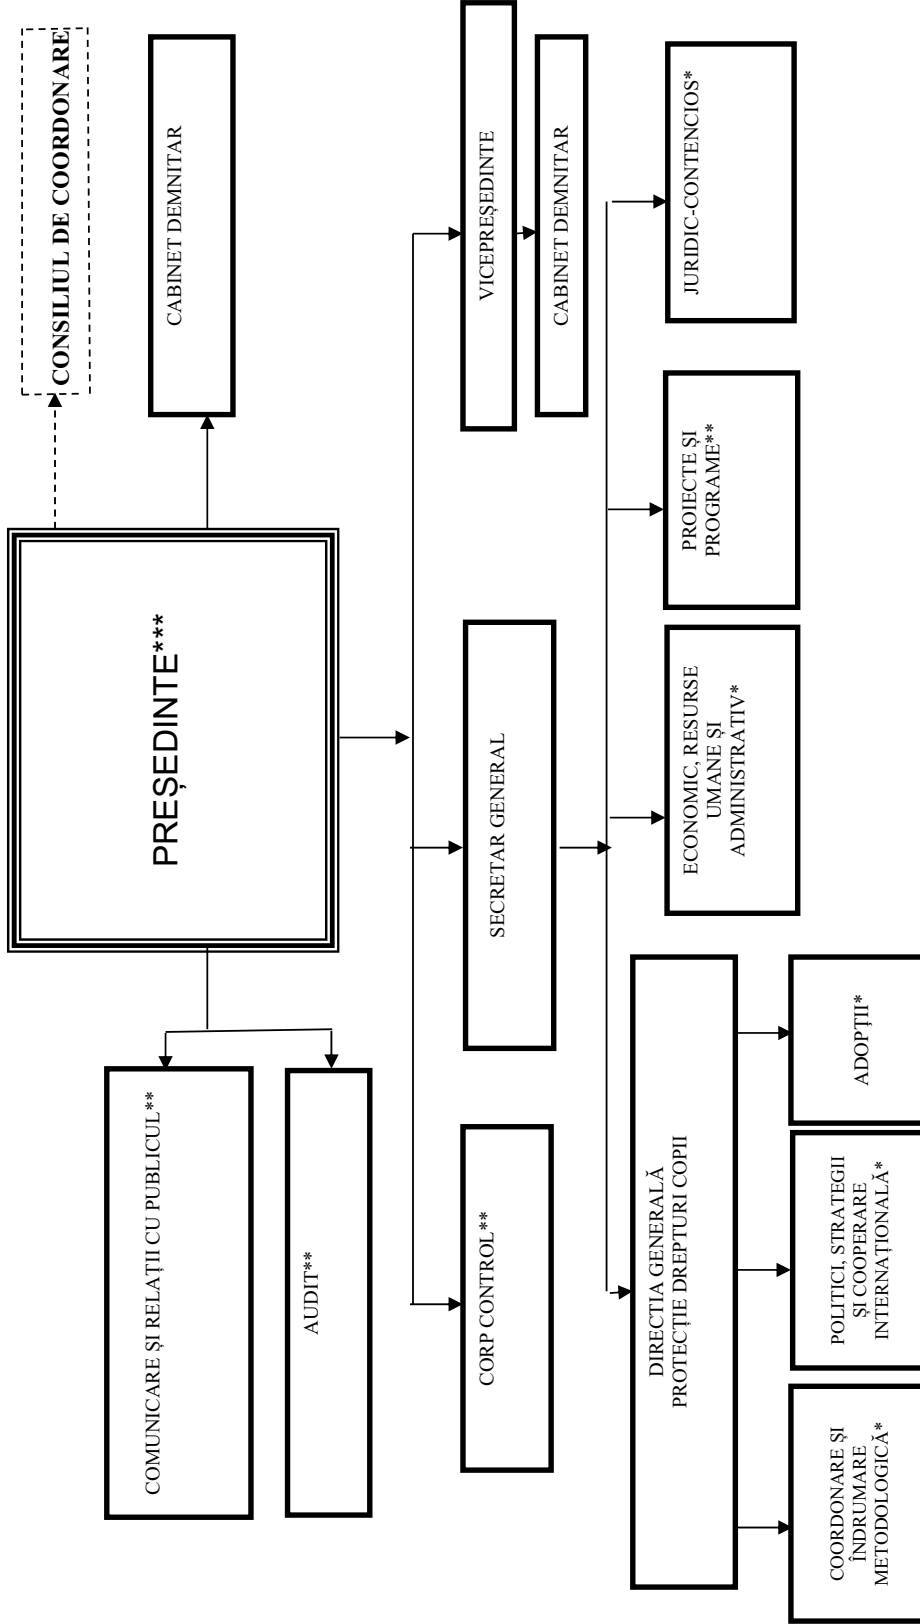 CONSILIUL DE COORDONARE
CABINET DEMNITAR
PREȘEDINTE***
COMUNICARE ȘI RELAȚII CU PUBLICUL**
AUDIT**
CORP CONTROL**
SECRETAR GENERAL
VICEPREȘEDINTE
CABINET DEMNITAR
DIRECTIA GENERALĂ
PROTECȚIE DREPTURI COPII
ECONOMIC, RESURSE
UMANE ȘI
ADMINISTRATIV*
PROIECTE ȘI
PROGRAME**
JURIDIC-CONTENCIOS*
COORDONARE ȘI
ÎNDRUMARE
METODOLOGICĂ*
POLITICI, STRATEGII
ȘI COOPERARE
INTERNAȚIONALĂ*
ADOPȚII*